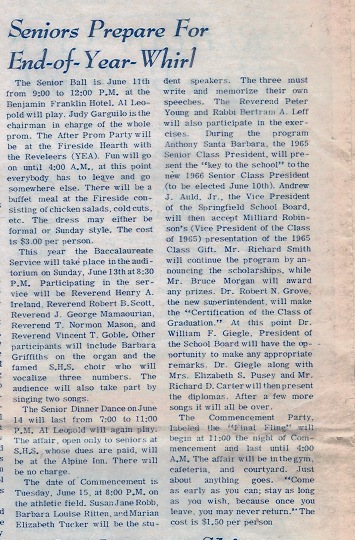 Seniors Prepare For
End-of-Year-Whirl
The Senior Ball is June 11th
from 9:00 to 12:00 P.M. at the
Benjamin Franklin Hotel. Al Leo-
pold will play. Judy Gargulo is the
chairman in charge of the whole
prom. The After Prom Party will
be at the Fireside Hearth with
the Reveleers (YEA). Fun will go
on until 4:00 A.M., at this point
everybody has to leave and go
somewhere else. There will be a
buffet meal at the Fireside con-
sisting of chicken salads, cold cuts,
etc. The dress may either be
formal or Sunday style. The cost
is $3.00 per person.
This year the Baccalaureate
Service will take place in the audi-
torium on Sunday, June 13th at 8:30
P.M. Participating in the ser-
vice will be Reverend Henry A.
Ireland, Reverend Robert B. Scott,
Reverend J. George Mamaourian,
Reverend T. Normon Mason, and
Reverend Vincent T. Goble. Other
participants will include Barbara
Griffiths on the organ and the
famed S.H.S. choir who will
vocalize three numbers. The
audience will also take part by
singing two songs.
The Senior Dinner Dance on June
14 will last from 7:00 to 11:00
P.M. Al Leopold will again play.
The affair, open only to seniors at
S.H.S. whose dues are paid, will
be at the Alpine Inn. There will
be no charge.
The date of Commencement is
Tuesday, June 15, at 8:00 P.M. on
the athletic field. Susan Jane Robb,
Barbara Louise Ritten, and Marian
Elizabeth Tucker will be the stu-
dent speakers. The three must
write and memorize their own
speeches. The Reverend Peter
Young and Rabbi Bertram A. Leff
will also participate in the exer-
cises. During the program
Anthony Santa Barbara, the 1965
Senior Class President, will pre-
sent the "key to the school" to the
new 1966 Senior Class President
(to be elected June 10th). Andrew
J. Auld, Jr., the Vice President
of the Springfield School Board,
will then accept Milliard Robin-
son's (Vice President of the Class
of 1965) presentation of the 1965
Class Gift. Mr. Richard Smith
will continue the program by an-
nouncing the scholarships, while
Mr. Bruce Morgan will award
any prizes. Dr. Robert N. Grove,
the new superintendent, will make
the "Certification of the Class of
Graduation." At this point Dr.
William F. Giegle, President of
the School Board will have the op-
portunity to make any appropriate
remarks. Dr. Giegle along with
Mrs. Elizabeth S. Pusey and Mr.
Richard D. Carter will then present
the diplomas. After a few more
songs it will all be over.
The Commencement Party,
labeled the "Final Fling" will
begin at 11:00 the night of Com-
mencement and last until 4:00
A.M. The affair will be in the gym,
cafeteria, and courtyard. Just
about anything goes. "Come
as early as you can; stay as long
as you wish, because once you
leave, you may never return." The
cost is $1.50 per person